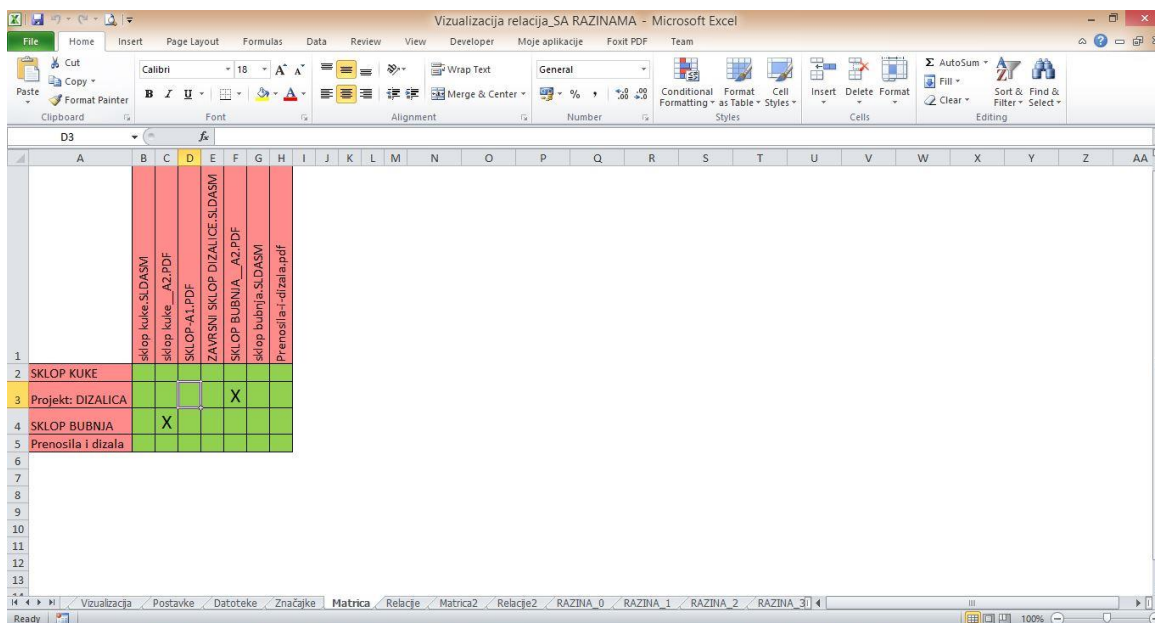 Vizualizacija relacija_SA RAZINAMA - Microsoft Excel
File Home Insert Page Layout Formulas Data Review View Developer Moje aplikacije Foxit PDF Team
Cut
Copy
Format Painter
Paste
Clipboard
Calibri 18
B I U
Font
Wrap Text
Merge & Center
Alignment
General
% ,
Number
Conditional Formatting
Format as Table
Cell Styles
Styles
Insert Delete Format
Cells
Σ AutoSum
Fill
Clear
Sort & Filter
Find & Select
Editing
D3 fx
A B C D E F G H I J K L M N O P Q R S T U V W X Y Z AA
1
sklop kuke.SLDASM
sklop kuke__A2.PDF
SKLOP-A1.PDF
ZAVRSNI SKLOP DIZALICE.SLDASM
SKLOP BUBNJA__A2.PDF
sklop bubnja.SLDASM
Prenosila-i-dizala.pdf
2 SKLOP KUKE
3 Projekt: DIZALICA X
4 SKLOP BUBNJA X
5 Prenosila i dizala
6
7
8
9
10
11
12
13
Vizualizacija Postavke Datoteke Značajke Matrica Relacije Matrica2 Relacije2 RAZINA_0 RAZINA_1 RAZINA_2 RAZINA_3
Ready 100%